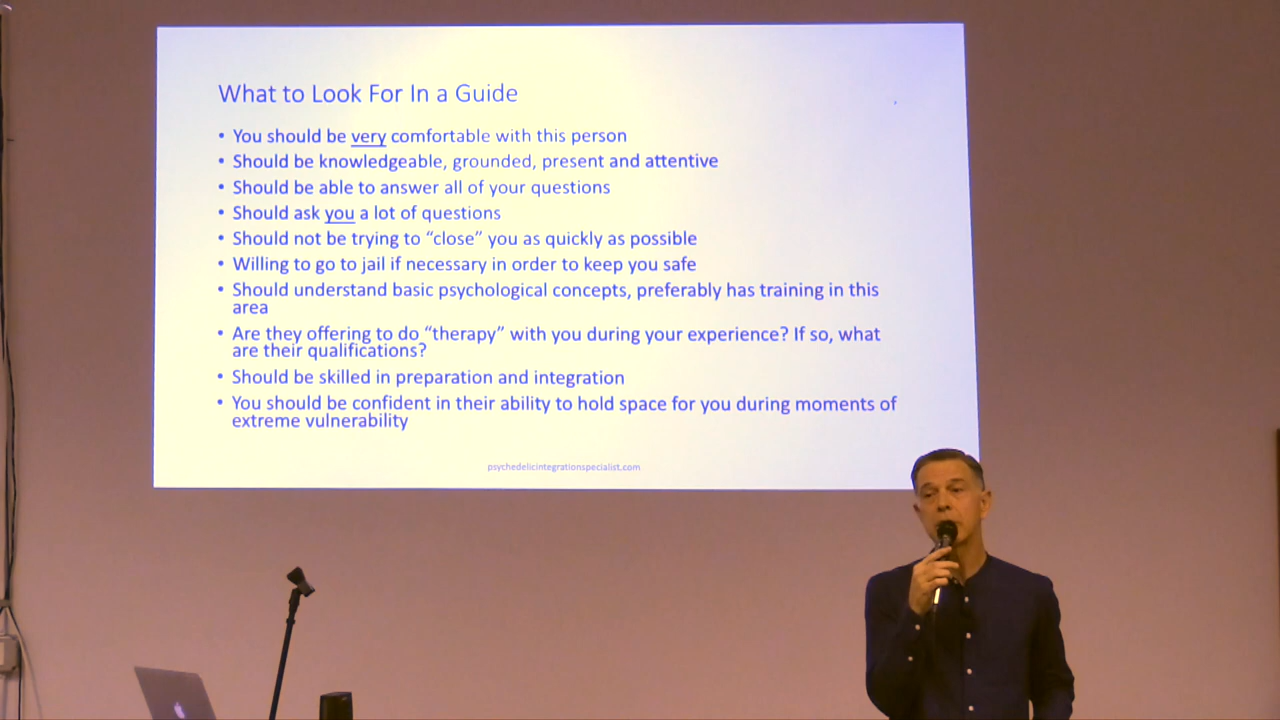 What to Look For In a Guide
• You should be very comfortable with this person
• Should be knowledgeable, grounded, present and attentive
• Should be able to answer all of your questions
• Should ask you a lot of questions
• Should not be trying to “close” you as quickly as possible
• Willing to go to jail if necessary in order to keep you safe
• Should understand basic psychological concepts, preferably has training in this
area
• Are they offering to do “therapy” with you during your experience? If so, what
are their qualifications?
• Should be skilled in preparation and integration
• You should be confident in their ability to hold space for you during moments of
extreme vulnerability
psychedelicintegrationspecialist.com